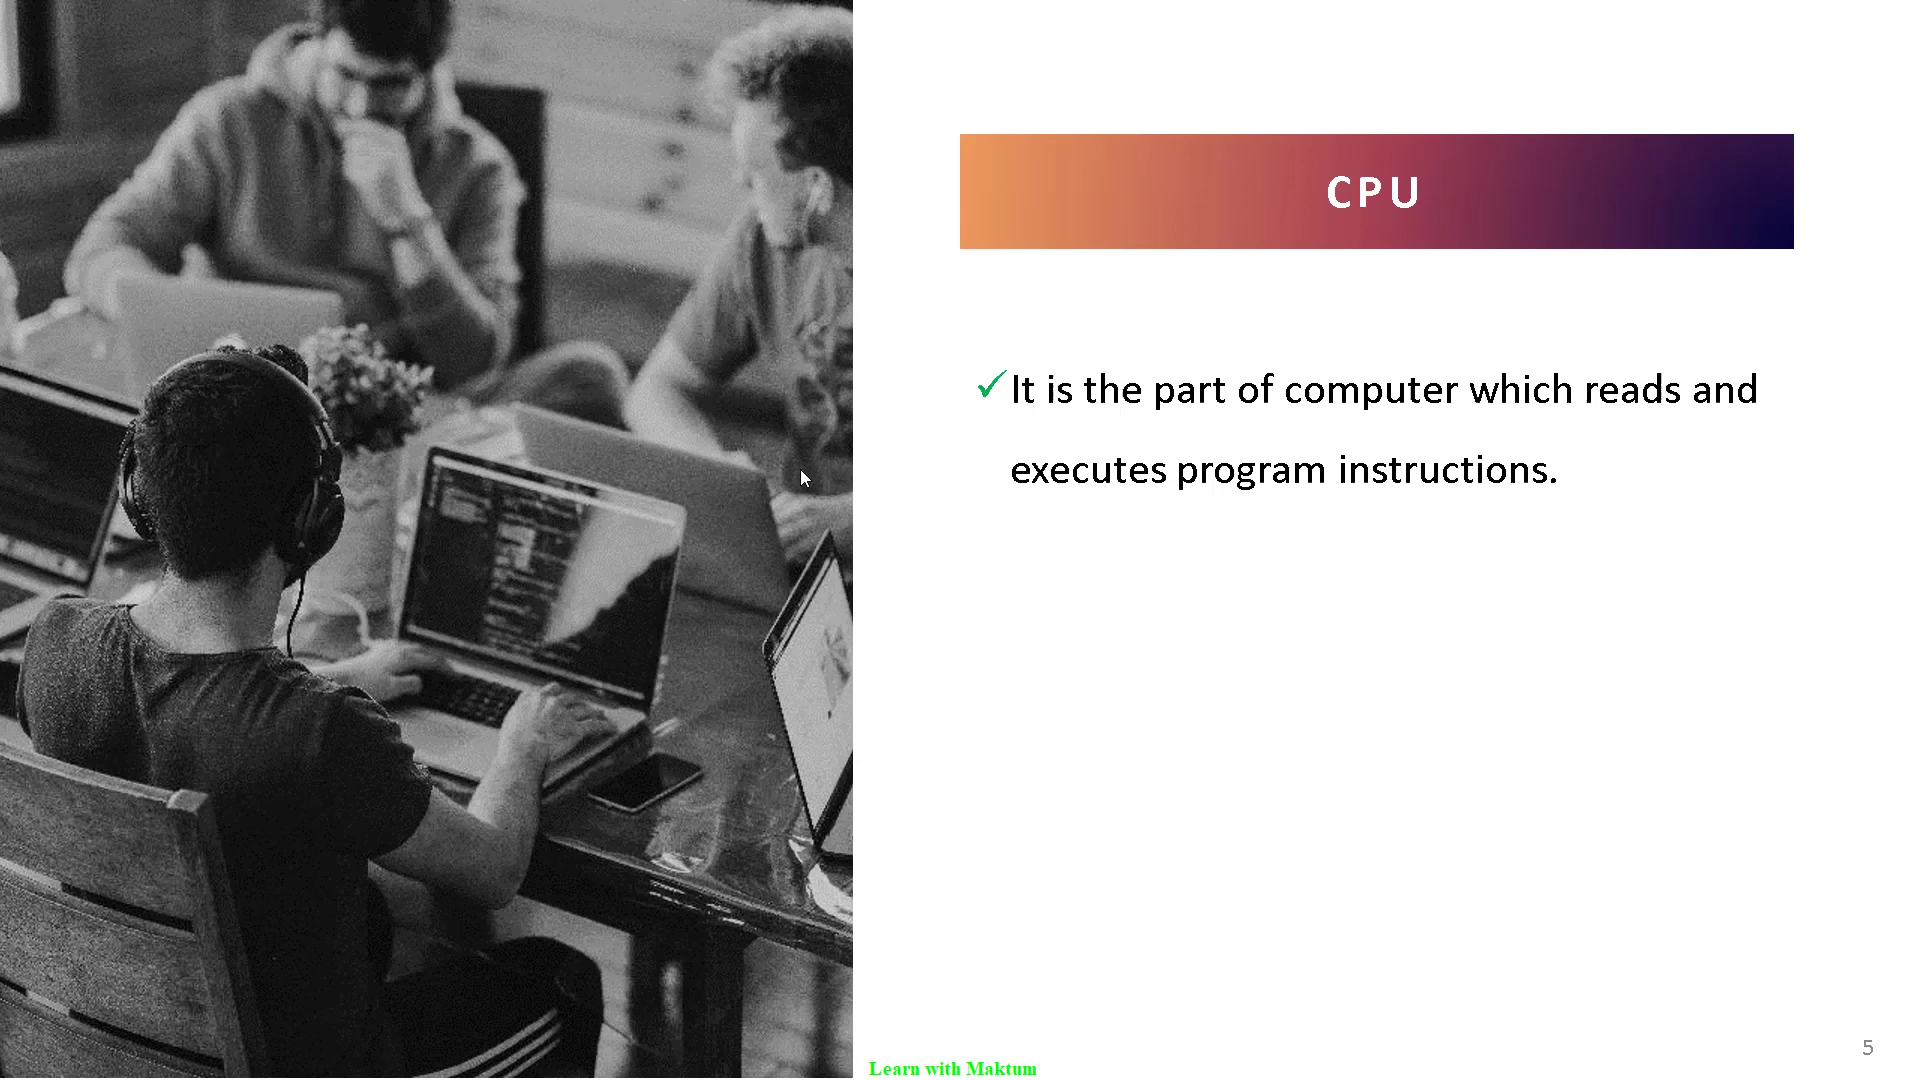 CPU
✓It is the part of computer which reads and
executes program instructions.
5
Learn with Maktum